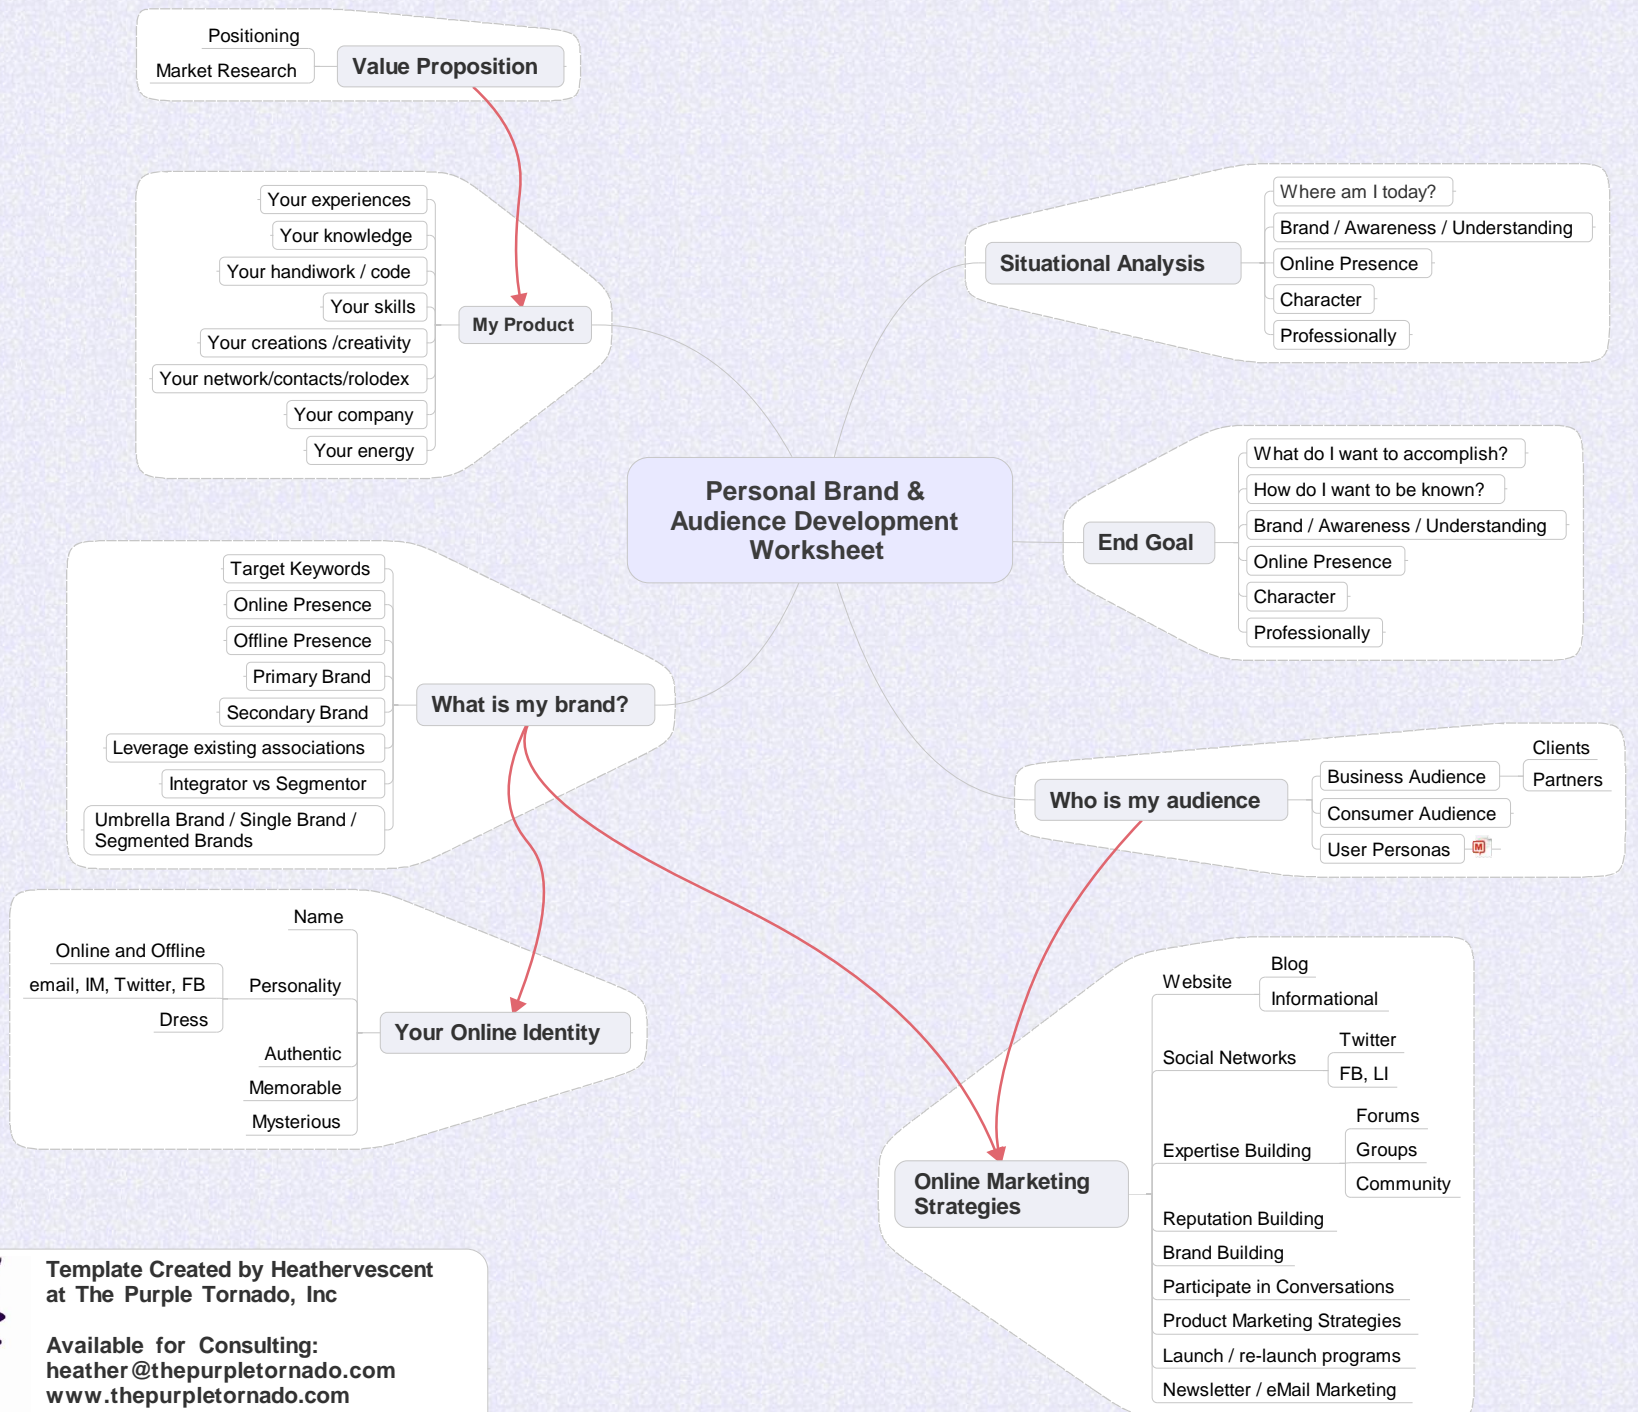 Positioning
Market Research
Value Proposition
Your experiences
Your knowledge
Your handiwork / code
Your skills
Your creations /creativity
Your network/contacts/rolodex
Your company
Your energy
My Product
Where am I today?
Brand / Awareness / Understanding
Online Presence
Character
Professionally
Situational Analysis
Personal Brand &
Audience Development
Worksheet
What do I want to accomplish?
How do I want to be known?
Brand / Awareness / Understanding
Online Presence
Character
Professionally
End Goal
Target Keywords
Online Presence
Offline Presence
Primary Brand
Secondary Brand
Leverage existing associations
Integrator vs Segmentor
Umbrella Brand / Single Brand /
Segmented Brands
What is my brand?
Who is my audience
Business Audience
Clients
Partners
Consumer Audience
User Personas
M
Name
Online and Offline
email, IM, Twitter, FB
Dress
Personality
Authentic
Memorable
Mysterious
Your Online Identity
Online Marketing
Strategies
Website
Blog
Informational
Social Networks
Twitter
FB, LI
Expertise Building
Forums
Groups
Community
Reputation Building
Brand Building
Participate in Conversations
Product Marketing Strategies
Launch / re-launch programs
Newsletter / eMail Marketing
Template Created by Heathervescent
at The Purple Tornado, Inc
Available for Consulting:
heather@thepurpletornado.com
www.thepurpletornado.com